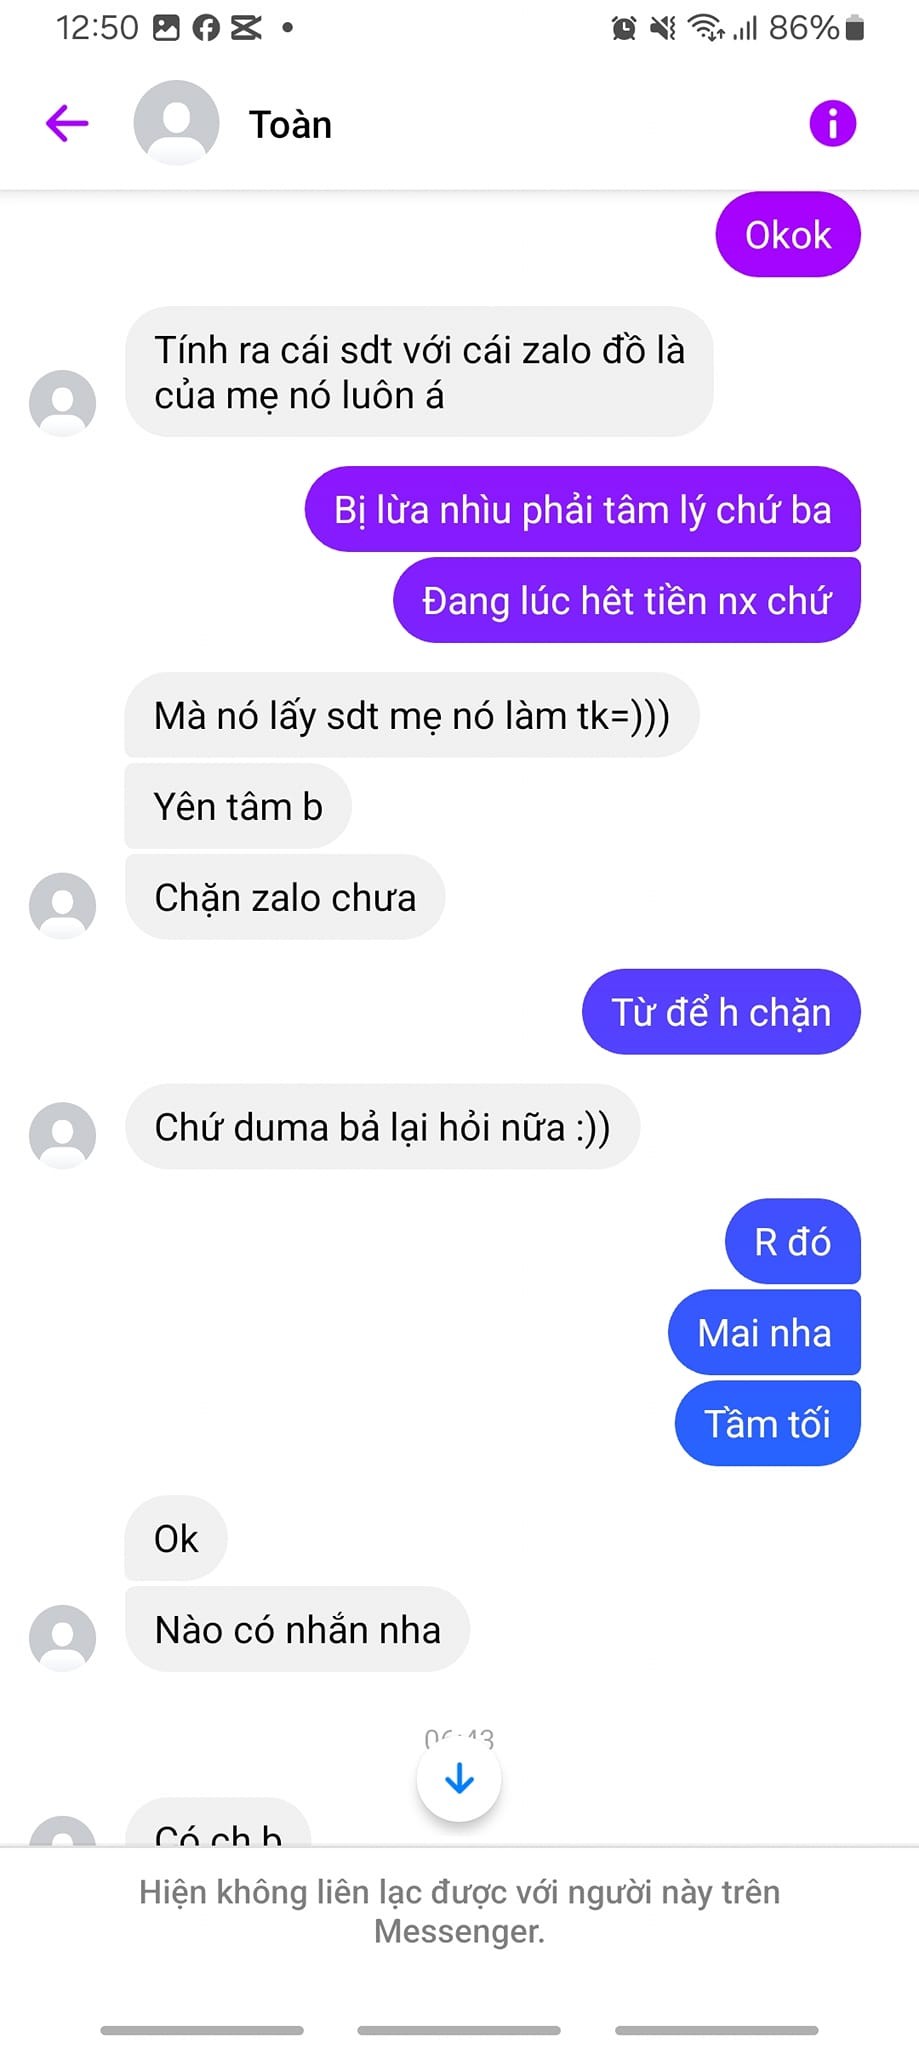 12:50
86%
Toàn
Okok
Tính ra cái sdt với cái zalo đồ là
của mẹ nó luôn á
Bị lừa nhìu phải tâm lý chứ ba
Đang lúc hêt tiền nx chứ
Mà nó lấy sdt mẹ nó làm tk=)))
Yên tâm b
Chặn zalo chưa
Từ để h chặn
Chứ duma bả lại hỏi nữa :))
R đó
Mai nha
Tầm tối
Ok
Nào có nhắn nha
Có ch b
Hiện không liên lạc được với người này trên
Messenger.